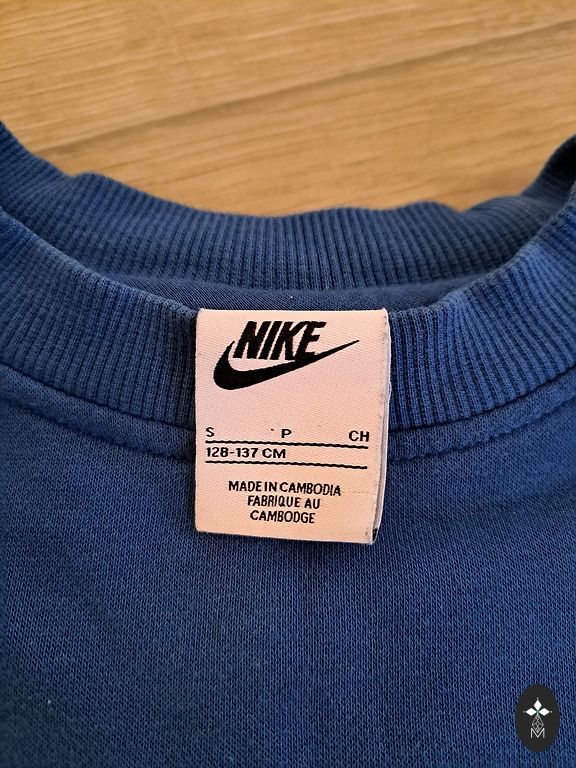 NIKE
S P CH
128-137 CM
MADE IN CAMBODIA
FABRIQUE AU
CAMBODGE
M